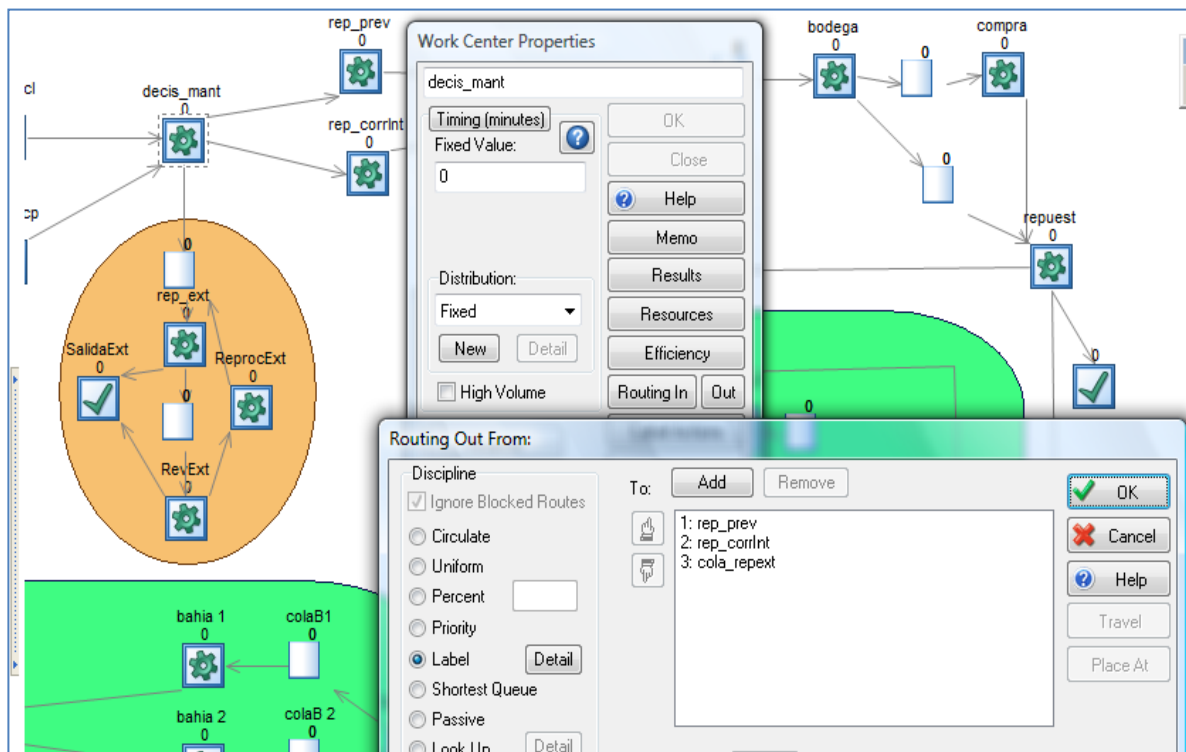 rep_prev
0
bodega
0
compra
0
0
cl
decis_mant
0
rep_corrInt
0
0
cp
repuest
0
0
rep_ext
0
SalidaExt
0
ReprocExt
0
0
RevExt
0
0
0
bahia 1
0
colaB1
0
bahia 2
0
colaB 2
0
Work Center Properties
decis_mant
Timing (minutes)
Fixed Value:
0
OK
Close
Help
Memo
Results
Distribution:
Fixed
Resources
New
Detail
Efficiency
High Volume
Routing In
Out
Routing Out From:
Discipline
Ignore Blocked Routes
Circulate
Uniform
Percent
Priority
Label
Detail
Shortest Queue
Passive
Look Up
Detail
To:
Add
Remove
1: rep_prev
2: rep_corrInt
3: cola_repext
OK
Cancel
Help
Travel
Place At